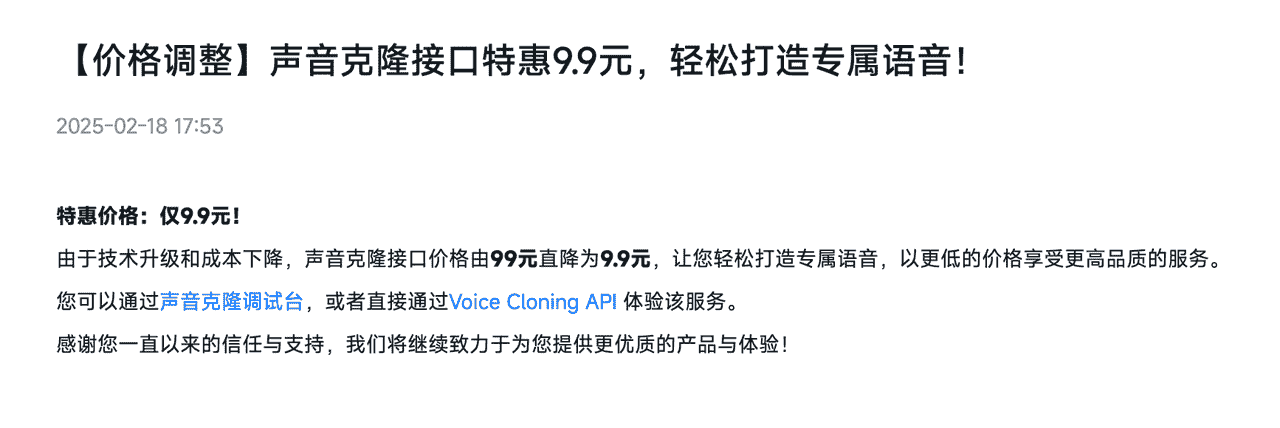 【价格调整】声音克隆接口特惠9.9元，轻松打造专属语音！
2025-02-18 17:53
特惠价格：仅9.9元！
由于技术升级和成本下降，声音克隆接口价格由99元直降为9.9元，让您轻松打造专属语音，以更低的价格享受更高品质的服务。
您可以通过声音克隆调试台，或者直接通过Voice Cloning API 体验该服务。
感谢您一直以来的信任与支持，我们将继续致力于为您提供更优质的产品与体验！